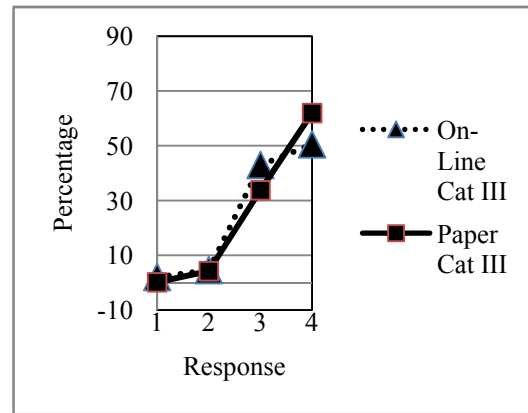 90
70
50
30
10
-10
Percentage
1 2 3 4
Response
On-
Line
Cat III
Paper
Cat III